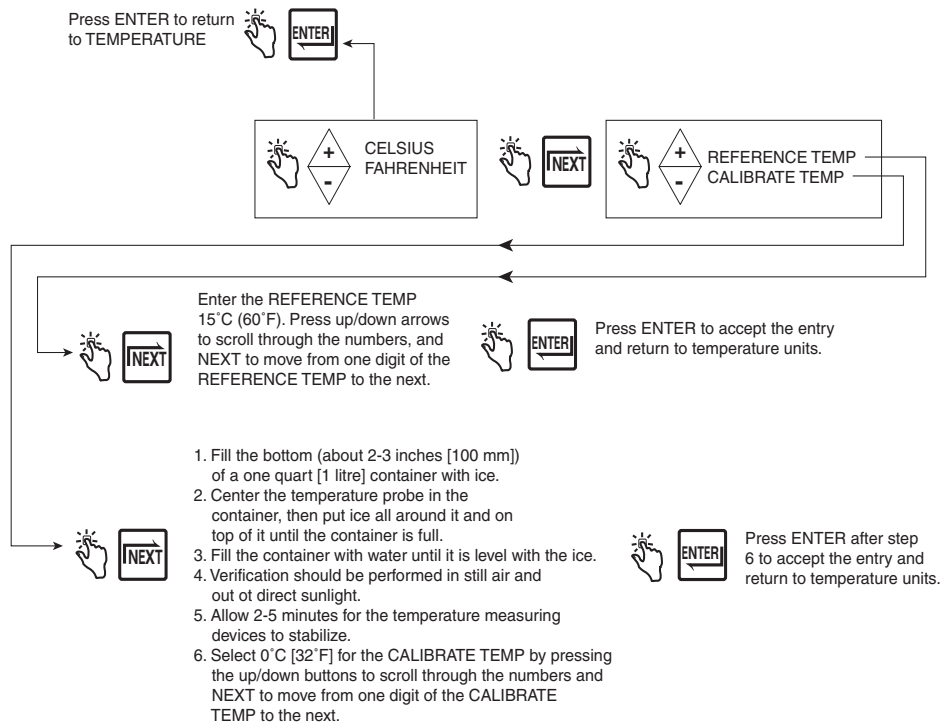 Press ENTER to return
to TEMPERATURE
ENTER
+
-
CELSIUS
FAHRENHEIT
NEXT
+
-
REFERENCE TEMP
CALIBRATE TEMP
NEXT
Enter the REFERENCE TEMP
15˚C (60˚F). Press up/down arrows
to scroll through the numbers, and
NEXT to move from one digit of the
REFERENCE TEMP to the next.
ENTER
Press ENTER to accept the entry
and return to temperature units.
NEXT
1. Fill the bottom (about 2-3 inches [100 mm])
of a one quart [1 litre] container with ice.
2. Center the temperature probe in the
container, then put ice all around it and on
top of it until the container is full.
3. Fill the container with water until it is level with the ice.
4. Verification should be performed in still air and
out ot direct sunlight.
5. Allow 2-5 minutes for the temperature measuring
devices to stabilize.
6. Select 0˚C [32˚F] for the CALIBRATE TEMP by pressing
the up/down buttons to scroll through the numbers and
NEXT to move from one digit of the CALIBRATE
TEMP to the next.
ENTER
Press ENTER after step
6 to accept the entry and
return to temperature units.